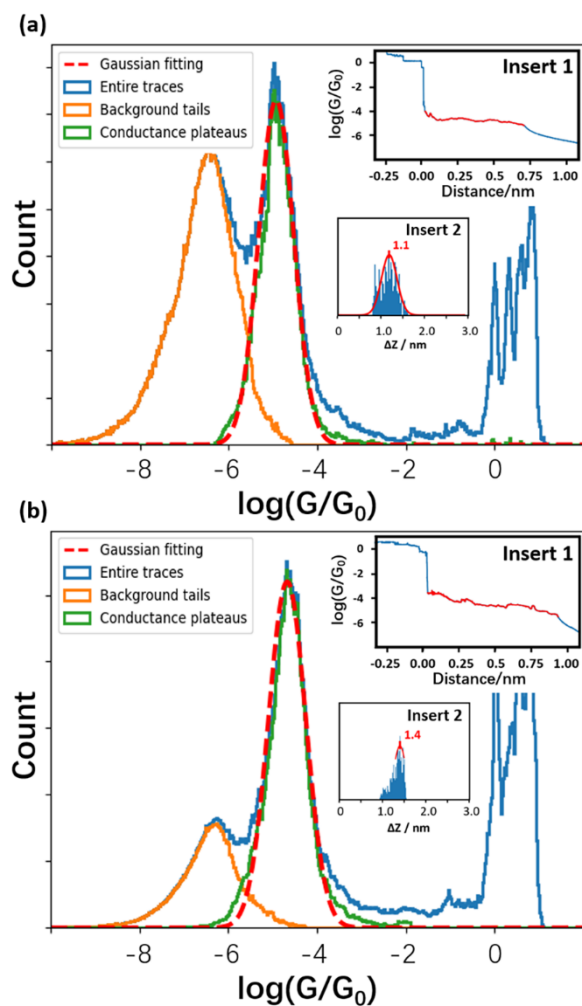 (a)
Gaussian fitting
Entire traces
Background tails
Conductance plateaus
Insert 1
log(G/G₀)
0
-2
-4
-6
-0.25 0.00 0.25 0.50 0.75 1.00
Distance/nm
Insert 2
1.1
0 1.0 2.0 3.0
ΔZ / nm
Count
-8 -6 -4 -2 0
log(G/G₀)
(b)
Gaussian fitting
Entire traces
Background tails
Conductance plateaus
Insert 1
log(G/G₀)
0
-2
-4
-6
0.00 0.25 0.50 0.75 1.00
Distance/nm
Insert 2
1.4
0 1.0 2.0 3.0
ΔZ / nm
Count
-8 -6 -4 -2 0
log(G/G₀)